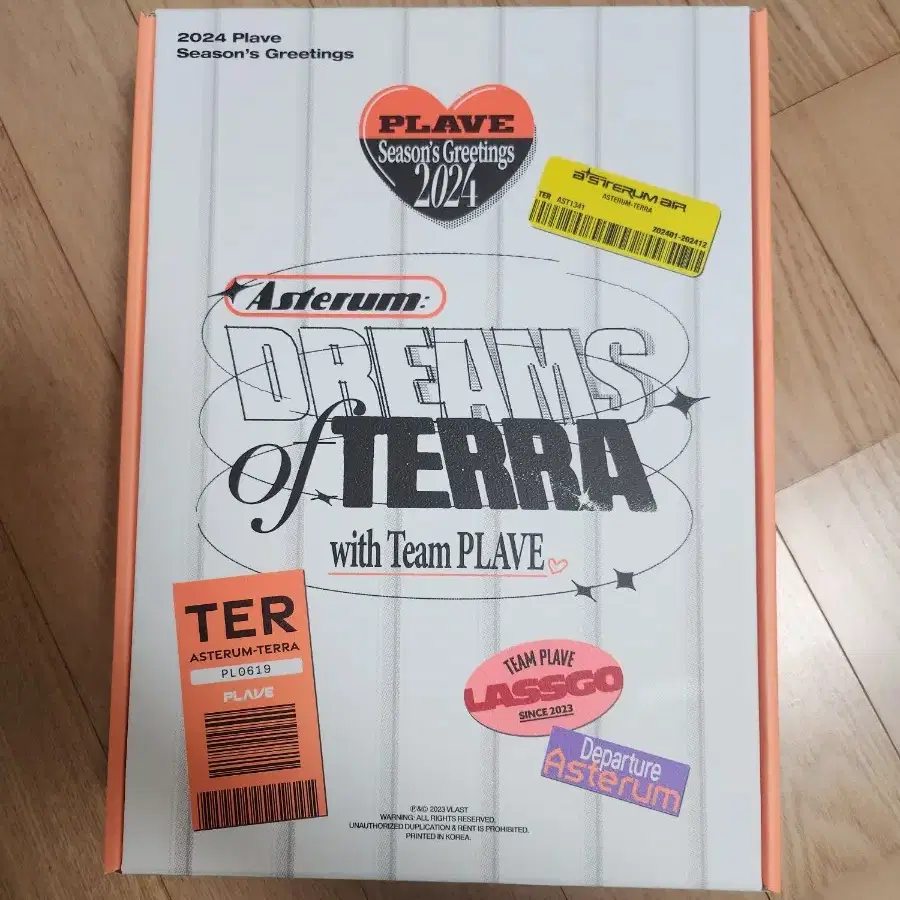 2024 Plave
Season's Greetings
PLAVE
Season's Greetings
2024
asterum air
ASTERUM-TERRA
TER AST1341
202401-202412
Asterum:
DREAMS
of TERRA
with Team PLAVE
TER
ASTERUM-TERRA
PL0619
PLAVE
TEAM PLAVE
LASSGO
SINCE 2023
Departure
Asterum
℗&© 2023 VLAST
WARNING: ALL RIGHTS RESERVED.
UNAUTHORIZED DUPLICATION & RENT IS PROHIBITED.
PRINTED IN KOREA.